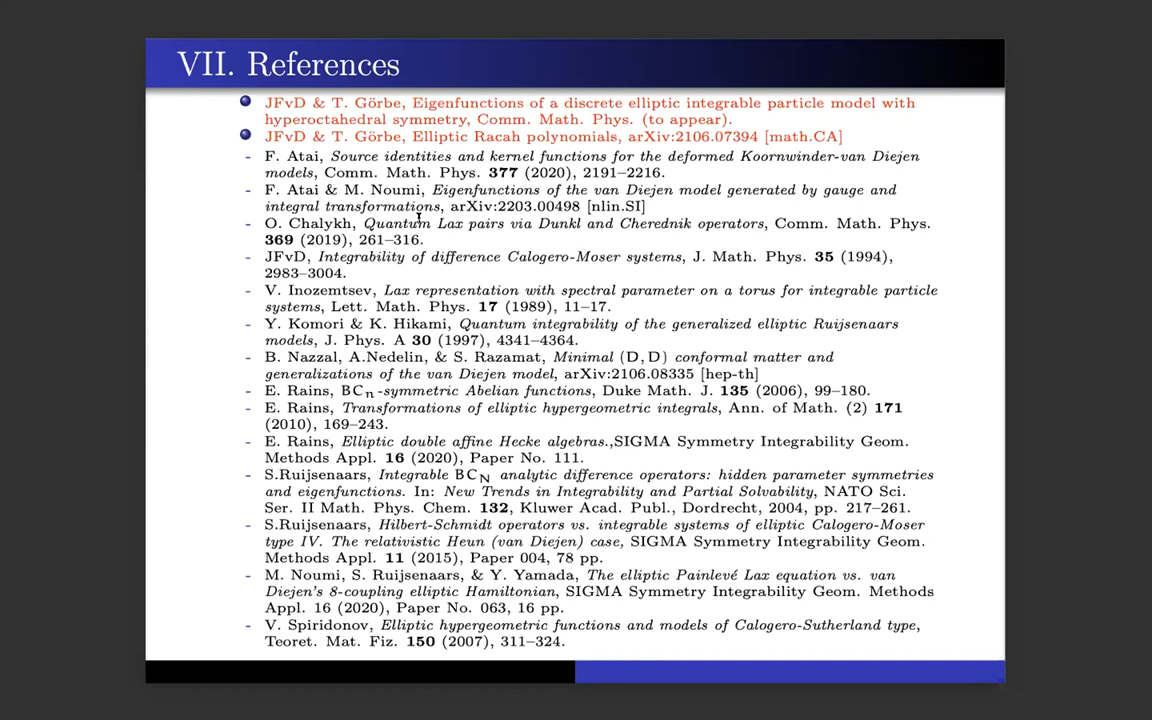 VII. References
JFvD & T. Görbe, Eigenfunctions of a discrete elliptic integrable particle model with
hyperoctahedral symmetry, Comm. Math. Phys. (to appear).
JFvD & T. Görbe, Elliptic Racah polynomials, arXiv:2106.07394 [math.CA]
- F. Atai, Source identities and kernel functions for the deformed Koornwinder-van Diejen
models, Comm. Math. Phys. 377 (2020), 2191–2216.
- F. Atai & M. Noumi, Eigenfunctions of the van Diejen model generated by gauge and
integral transformations, arXiv:2203.00498 [nlin.SI]
- O. Chalykh, Quantum Lax pairs via Dunkl and Cherednik operators, Comm. Math. Phys.
369 (2019), 261–316.
- JFvD, Integrability of difference Calogero-Moser systems, J. Math. Phys. 35 (1994),
2983–3004.
- V. Inozemtsev, Lax representation with spectral parameter on a torus for integrable particle
systems, Lett. Math. Phys. 17 (1989), 11–17.
- Y. Komori & K. Hikami, Quantum integrability of the generalized elliptic Ruijsenaars
models, J. Phys. A 30 (1997), 4341–4364.
- B. Nazzal, A.Nedelin, & S. Razamat, Minimal (D, D) conformal matter and
generalizations of the van Diejen model, arXiv:2106.08335 [hep-th]
- E. Rains, BCn-symmetric Abelian functions, Duke Math. J. 135 (2006), 99–180.
- E. Rains, Transformations of elliptic hypergeometric integrals, Ann. of Math. (2) 171
(2010), 169–243.
- E. Rains, Elliptic double affine Hecke algebras.,SIGMA Symmetry Integrability Geom.
Methods Appl. 16 (2020), Paper No. 111.
- S.Ruijsenaars, Integrable BCN analytic difference operators: hidden parameter symmetries
and eigenfunctions. In: New Trends in Integrability and Partial Solvability, NATO Sci.
Ser. II Math. Phys. Chem. 132, Kluwer Acad. Publ., Dordrecht, 2004, pp. 217–261.
- S.Ruijsenaars, Hilbert-Schmidt operators vs. integrable systems of elliptic Calogero-Moser
type IV. The relativistic Heun (van Diejen) case, SIGMA Symmetry Integrability Geom.
Methods Appl. 11 (2015), Paper 004, 78 pp.
- M. Noumi, S. Ruijsenaars, & Y. Yamada, The elliptic Painlevé Lax equation vs. van
Diejen's 8-coupling elliptic Hamiltonian, SIGMA Symmetry Integrability Geom. Methods
Appl. 16 (2020), Paper No. 063, 16 pp.
- V. Spiridonov, Elliptic hypergeometric functions and models of Calogero-Sutherland type,
Teoret. Mat. Fiz. 150 (2007), 311–324.